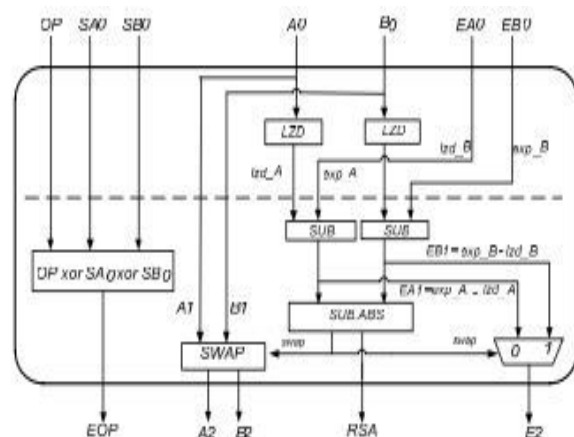 OP SA0 SB0 A0 B0 EA0 EB0
LZD LZD
lzd_A exp_A lzd_B exp_B
SUB SUB
OP xor SA0 xor SB0
EB1=exp_B-lzd_B
A1 B1
EA1=exp_A-lzd_A
SUB ABS
SWAP swap swap 0 1
EOP A2 B2 RSA E2